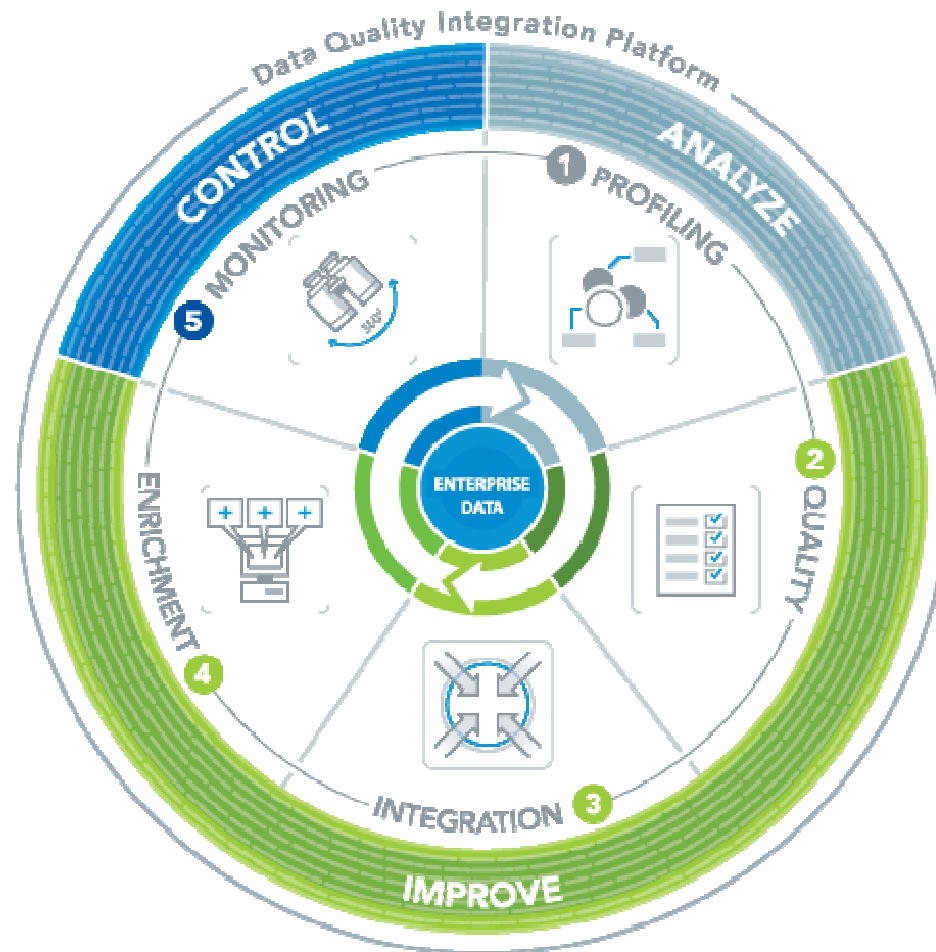 Data Quality Integration Platform
CONTROL
ANALYZE
IMPROVE
1 PROFILING
2 QUALITY
3 INTEGRATION
4 ENRICHMENT
5 MONITORING
360°
ENTERPRISE
DATA